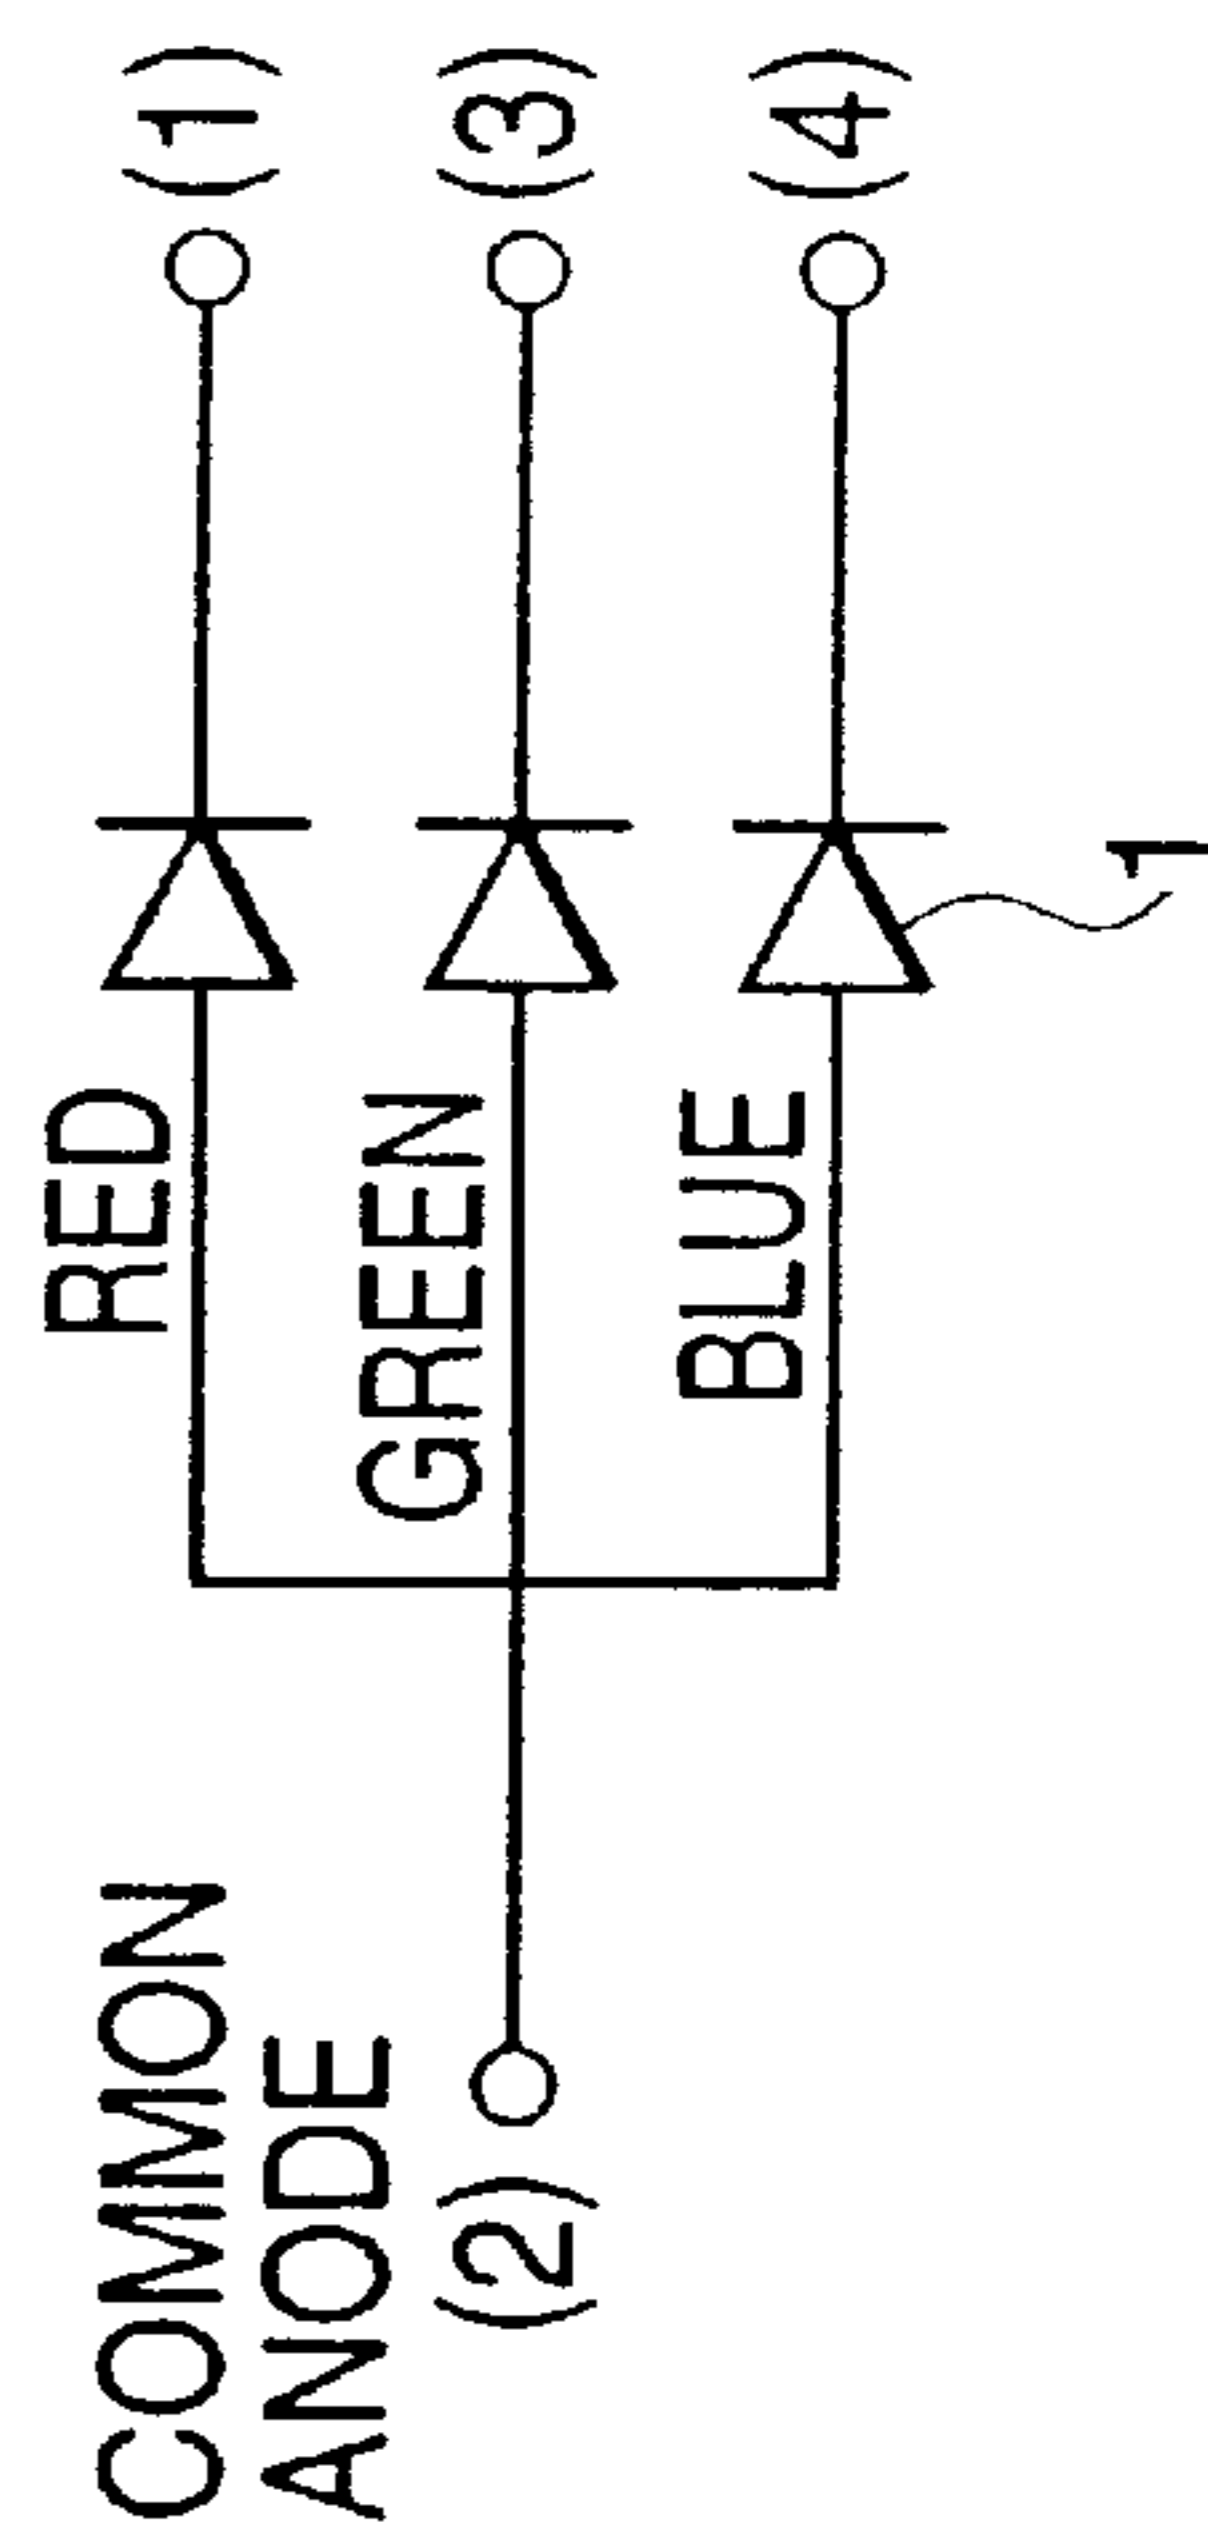 COMMON
ANODE
(2)
RED
(1)
GREEN
(3)
BLUE
(4)
1